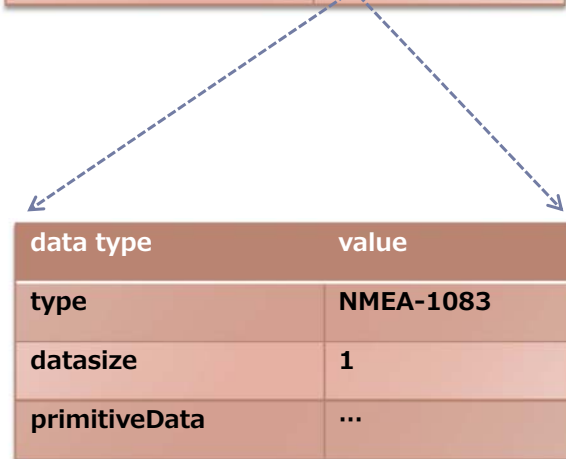 data type value
type NMEA-1083
datasize 1
primitiveData …